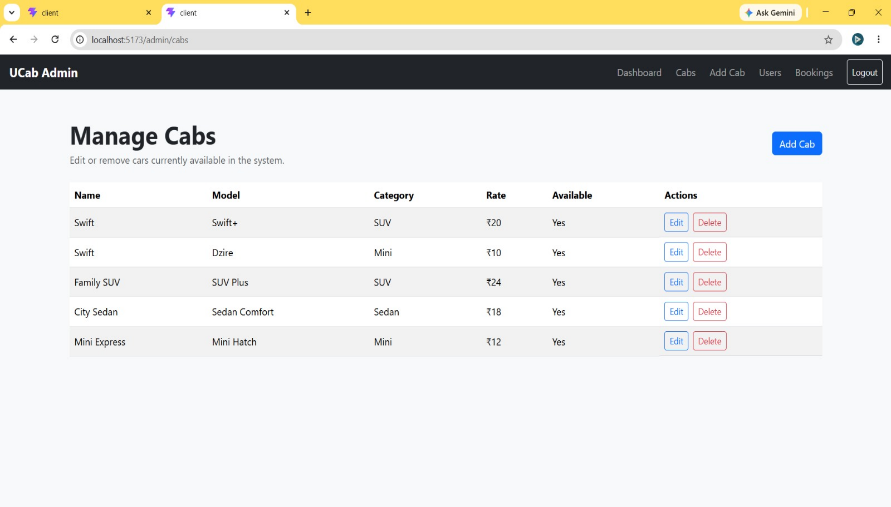 client
client
Ask Gemini
localhost:5173/admin/cabs
UCab Admin
Dashboard Cabs Add Cab Users Bookings Logout
Manage Cabs
Edit or remove cars currently available in the system.
Add Cab
Name Model Category Rate Available Actions
Swift Swift+ SUV ₹20 Yes Edit Delete
Swift Dzire Mini ₹10 Yes Edit Delete
Family SUV SUV Plus SUV ₹24 Yes Edit Delete
City Sedan Sedan Comfort Sedan ₹18 Yes Edit Delete
Mini Express Mini Hatch Mini ₹12 Yes Edit Delete